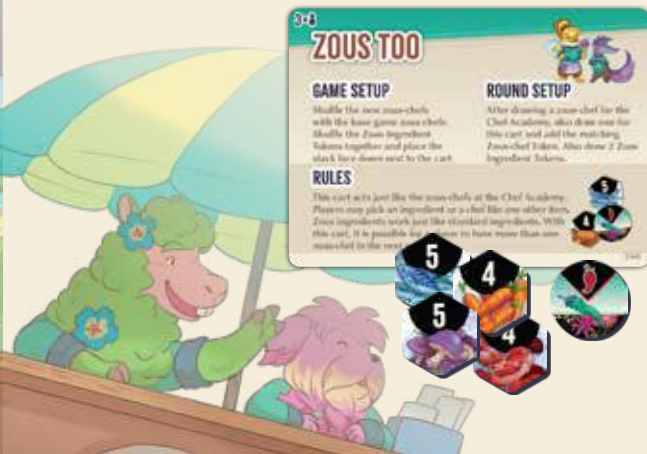 3+
ZOUS TOO
GAME SETUP
Shuffle the new zous-chefs
with the base game zous-chefs.
Shuffle the Zous Ingredient
Tokens together and place the
stack face down next to the cart.
ROUND SETUP
After drawing a zous-chef for the
Chef Academy, also draw one for
this cart and add the matching
Zous-chef Token. Also draw 2 Zous
Ingredient Tokens.
RULES
This cart acts just like the zous-chefs at the Chef Academy.
Players may pick an ingredient or a chef like any other item.
Zous ingredients work just like standard ingredients. With
this cart, it is possible for a player to have more than one
zous-chef in the next
5
4
5
4
5
4